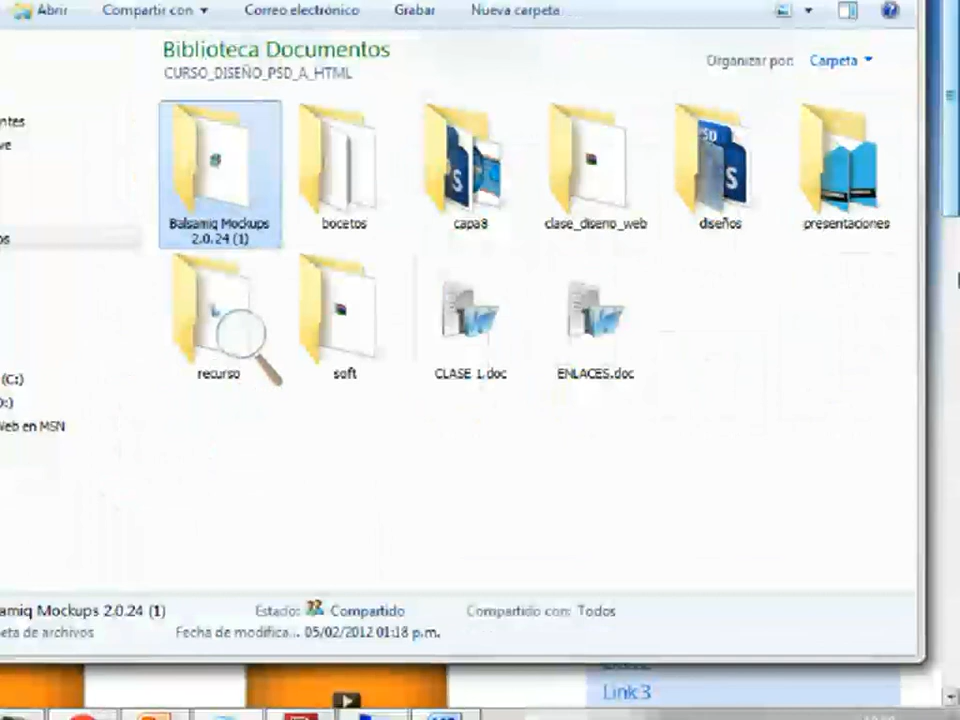 Abrir Compartir con Correo electrónico Grabar Nueva carpeta
Biblioteca Documentos
CURSO_DISEÑO_PSD_A_HTML
Organizar por: Carpeta
Balsamiq Mockups
2.0.24 (1)
bocetos
capa8
clase_diseno_web
diseños
presentaciones
recurso
soft
CLASE 1.doc
ENLACES.doc
(C:)
Web en MSN
amiq Mockups 2.0.24 (1) Estado: Compartido Compartido con: Todos
eta de archivos Fecha de modifica... 05/02/2012 01:18 p.m.
Link 3